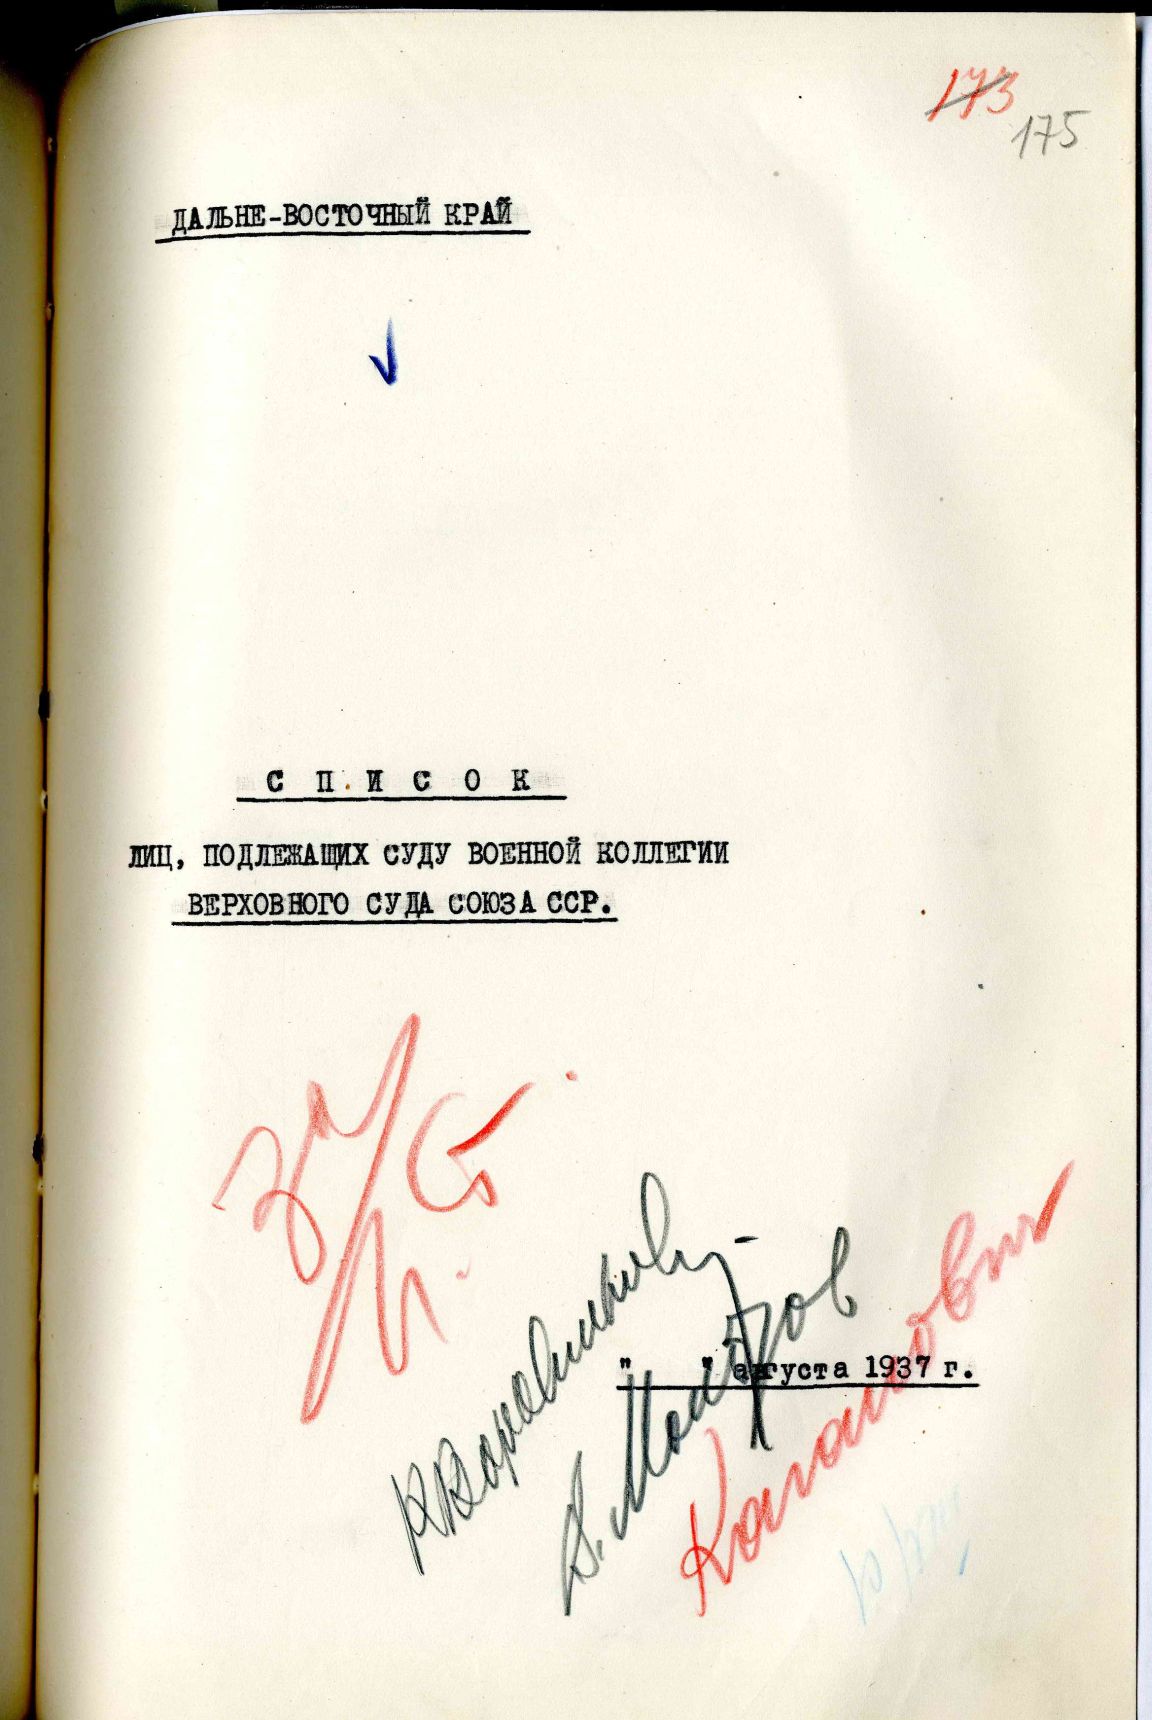 173
175
ДАЛЬНЕ-ВОСТОЧНЫЙ КРАЙ
С П И С О К
ЛИЦ, ПОДЛЕЖАЩИХ СУДУ ВОЕННОЙ КОЛЛЕГИИ
ВЕРХОВНОГО СУДА СОЮЗА ССР.
За
И. Ст.
К Ворошилов
" " августа 1937 г.
В. Молотов
Каганович